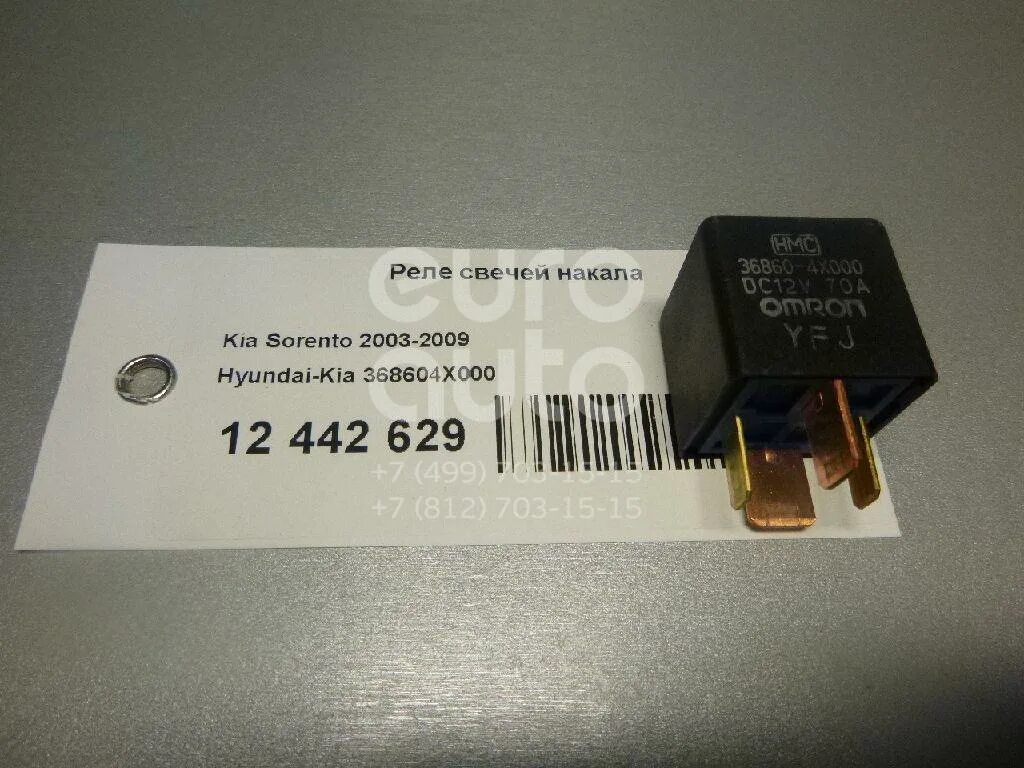 Реле свечей накала
Kia Sorento 2003-2009
Hyundai-Kia 368604X000
12 442 629
euro
auto
+7 (499) 703-15-15
+7 (812) 703-15-15
HMC
36860-4X000
DC12V 70A
OMRON
YFJ